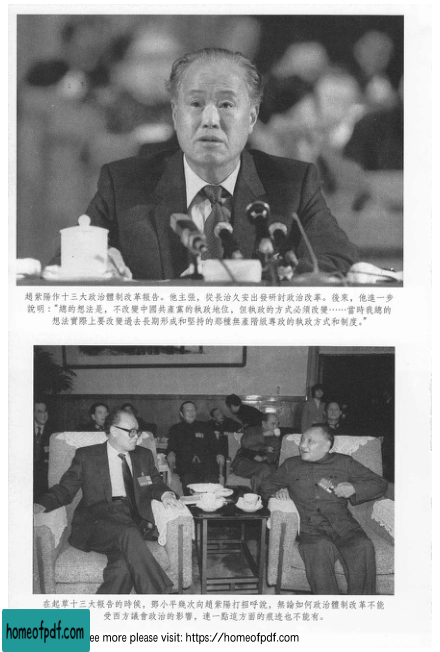 趙紫陽作十三大政治體制改革報告。他主張，從長治久安出發研討政治改革。後來，他進一步
說明："總的想法是，不改變中國共產黨的執政地位，但執政的方式必須改變……當時我總的
想法實際上要改變過去長期形成和堅持的那種無產階級專政的執政方式和制度。"
在起草十三大報告的時候，鄧小平幾次向趙紫陽打招呼說，無論如何政治體制改革不能
受西方議會政治的影響，連一點這方面的痕迹也不能有。
homeofpdf.com
ee more please visit: https://homeofpdf.com